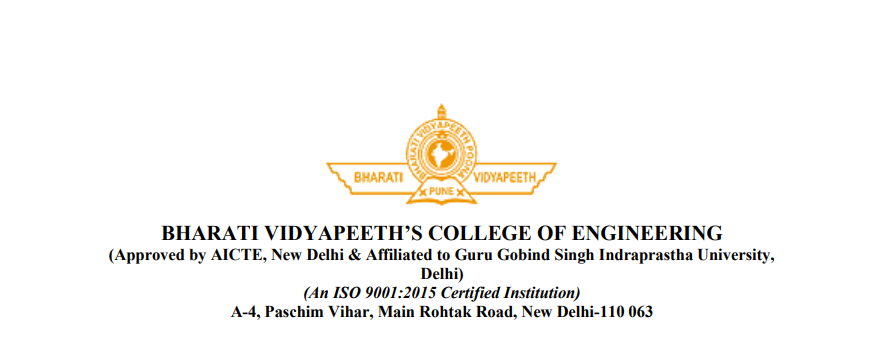 BHARATI VIDYAPEETH POONA
BHARATI VIDYAPEETH
PUNE
BHARATI VIDYAPEETH’S COLLEGE OF ENGINEERING
(Approved by AICTE, New Delhi & Affiliated to Guru Gobind Singh Indraprastha University,
Delhi)
(An ISO 9001:2015 Certified Institution)
A-4, Paschim Vihar, Main Rohtak Road, New Delhi-110 063